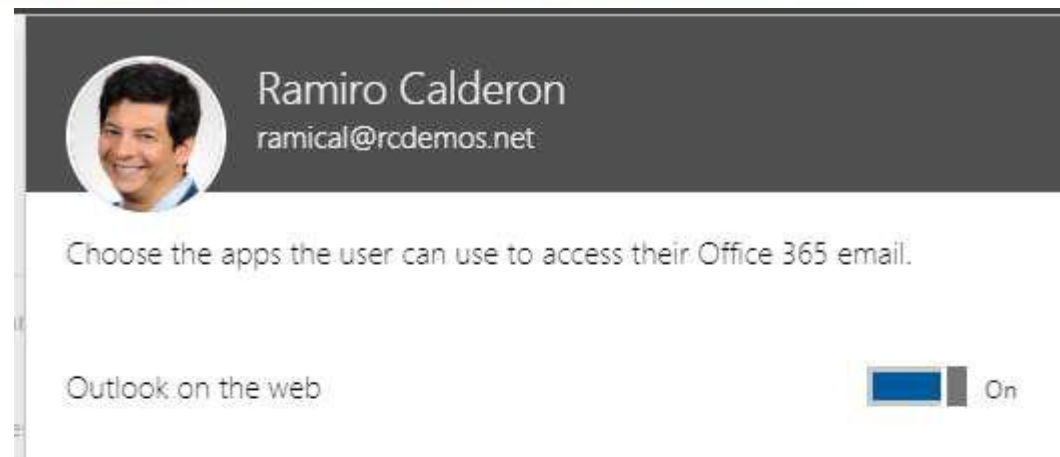 Ramiro Calderon
ramical@rcdemos.net
Choose the apps the user can use to access their Office 365 email.
Outlook on the web
On